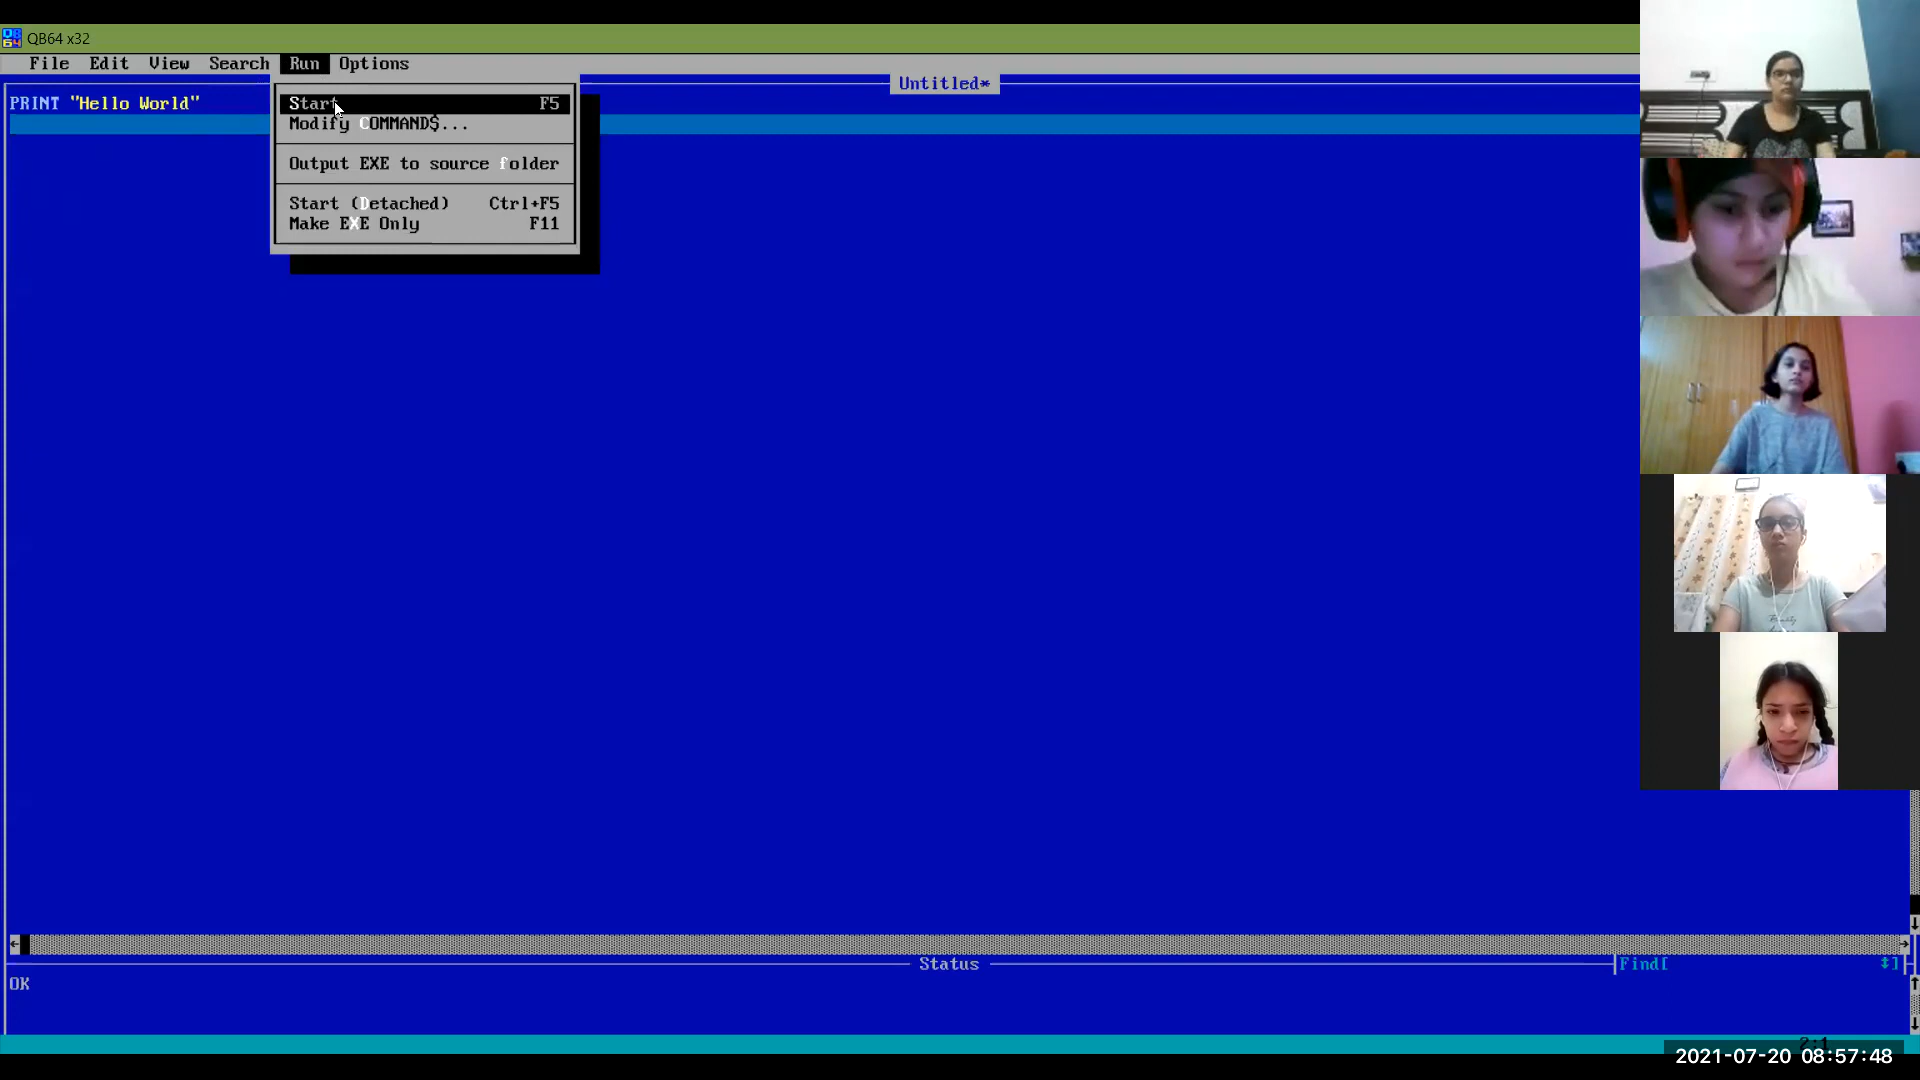 QB64 x32
File Edit View Search Run Options
Untitled*
PRINT "Hello World"
Start F5
Modify COMMAND$...
Output EXE to source folder
Start (Detached) Ctrl+F5
Make EXE Only F11
Status
Find[ ]
OK
2:1
2021-07-20 08:57:48